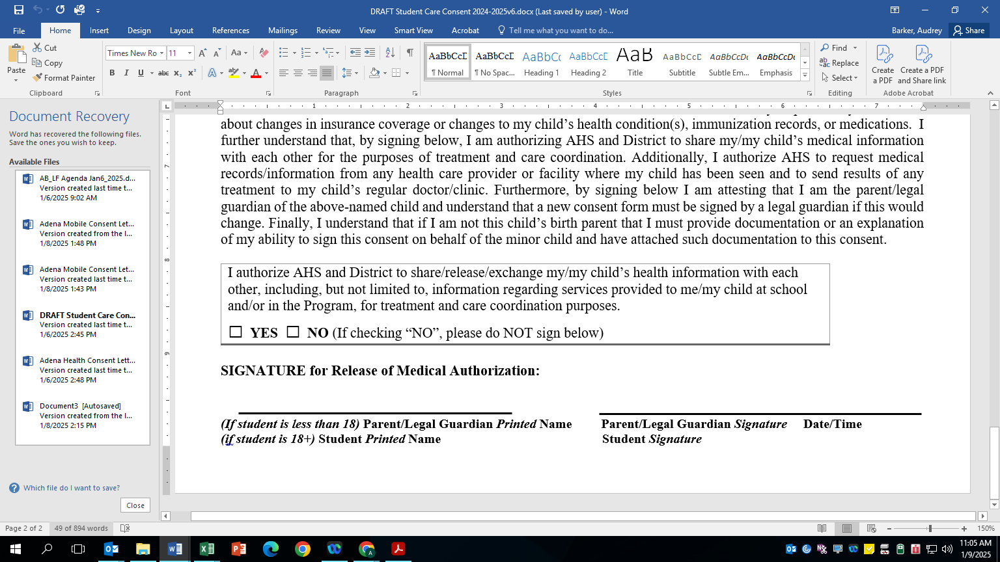 DRAFT Student Care Consent 2024-2025v6.docx (Last saved by user) - Word
File Home Insert Design Layout References Mailings Review View Smart View Acrobat Tell me what you want to do... Barker, Audrey Share
Paste
Cut
Copy
Format Painter
Clipboard
Times New Ro 11
Font
Paragraph
AaBbCcD AaBbCcD AaBbCc AaBbCcD AaB AaBbCcD AaBbCcDc AaBbCcDc
¶ Normal ¶ No Spac... Heading 1 Heading 2 Title Subtitle Subtle Em... Emphasis
Styles
Find
Replace
Select
Editing
Create a PDF
Create a PDF and Share link
Adobe Acrobat
Document Recovery
Word has recovered the following files.
Save the ones you wish to keep.
Available Files
AB_LF Agenda Jan6_2025.d...
Version created last time t...
1/6/2025 9:02 AM
Adena Mobile Consent Let...
Version created from the l...
1/8/2025 1:48 PM
Adena Mobile Consent Let...
Version created last time t...
1/8/2025 1:43 PM
DRAFT Student Care Con...
Version created last time t...
1/6/2025 2:45 PM
Adena Health Consent Lett...
Version created last time t...
1/6/2025 2:48 PM
Document3 [Autosaved]
Version created from the l...
1/8/2025 2:15 PM
Which file do I want to save?
Close
1 2 3 4 5 6 7
7
8
9
about changes in insurance coverage or changes to my child’s health condition(s), immunization records, or medications. I
further understand that, by signing below, I am authorizing AHS and District to share my/my child’s medical information
with each other for the purposes of treatment and care coordination. Additionally, I authorize AHS to request medical
records/information from any health care provider or facility where my child has been seen and to send results of any
treatment to my child’s regular doctor/clinic. Furthermore, by signing below I am attesting that I am the parent/legal
guardian of the above-named child and understand that a new consent form must be signed by a legal guardian if this would
change. Finally, I understand that if I am not this child’s birth parent that I must provide documentation or an explanation
of my ability to sign this consent on behalf of the minor child and have attached such documentation to this consent.
I authorize AHS and District to share/release/exchange my/my child’s health information with each
other, including, but not limited to, information regarding services provided to me/my child at school
and/or in the Program, for treatment and care coordination purposes.
☐ YES ☐ NO (If checking “NO”, please do NOT sign below)
SIGNATURE for Release of Medical Authorization:
(If student is less than 18) Parent/Legal Guardian Printed Name Parent/Legal Guardian Signature Date/Time
(if student is 18+) Student Printed Name Student Signature
Page 2 of 2 49 of 894 words 150%
11:05 AM
1/9/2025